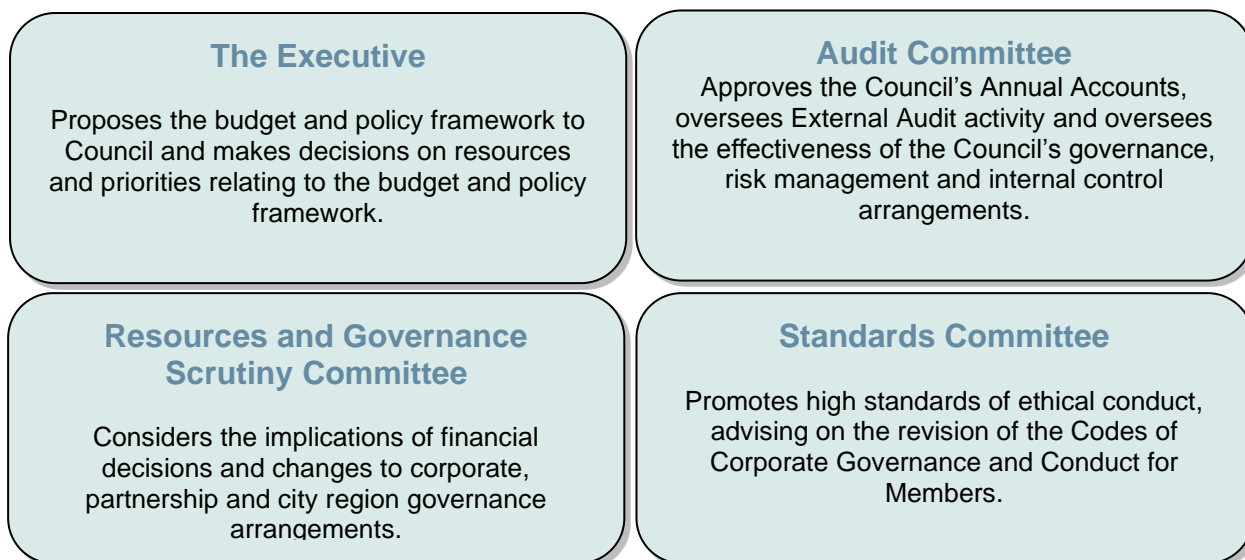 The Executive
Proposes the budget and policy framework to
Council and makes decisions on resources
and priorities relating to the budget and policy
framework.
Audit Committee
Approves the Council’s Annual Accounts,
oversees External Audit activity and oversees
the effectiveness of the Council’s governance,
risk management and internal control
arrangements.
Resources and Governance
Scrutiny Committee
Considers the implications of financial
decisions and changes to corporate,
partnership and city region governance
arrangements.
Standards Committee
Promotes high standards of ethical conduct,
advising on the revision of the Codes of
Corporate Governance and Conduct for
Members.